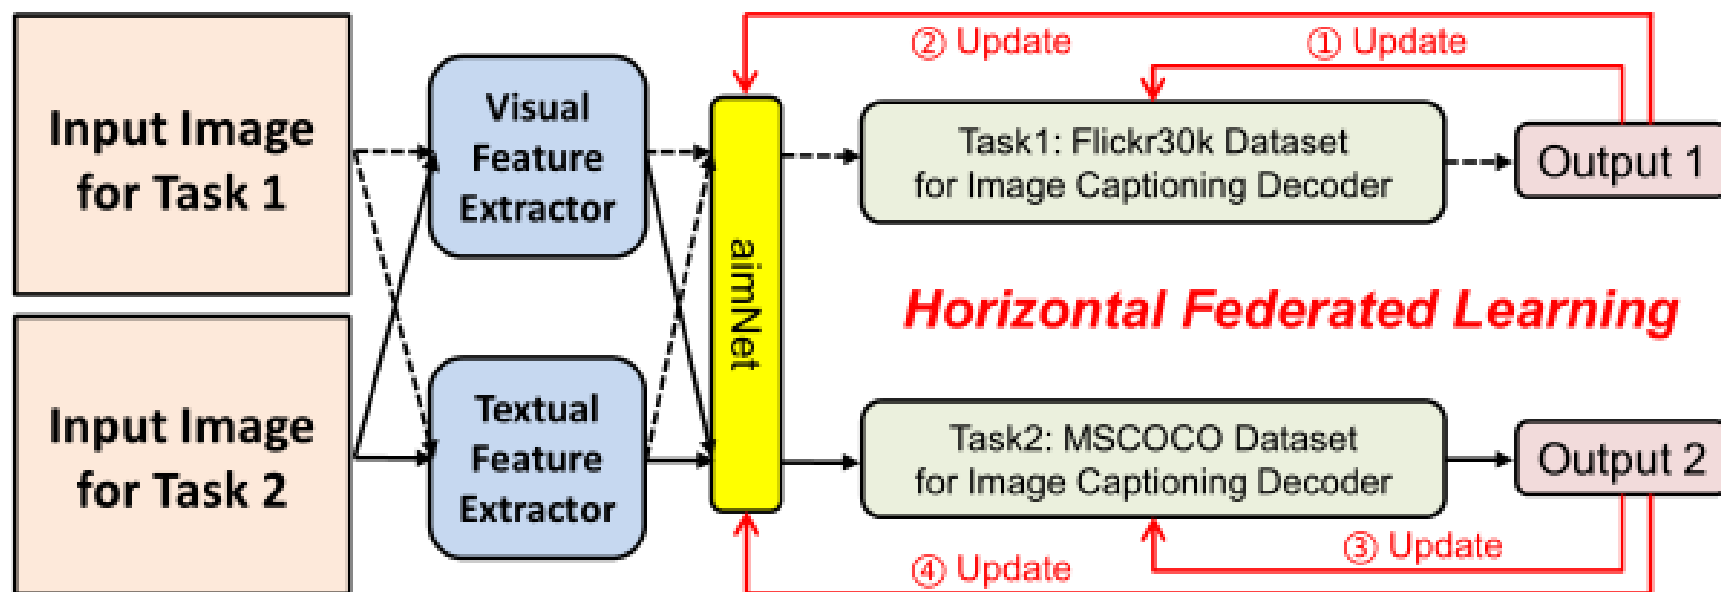 Input Image
for Task 1
Input Image
for Task 2
Visual
Feature
Extractor
Textual
Feature
Extractor
aimNet
② Update
① Update
Task1: Flickr30k Dataset
for Image Captioning Decoder
Output 1
Horizontal Federated Learning
Task2: MSCOCO Dataset
for Image Captioning Decoder
Output 2
③ Update
④ Update